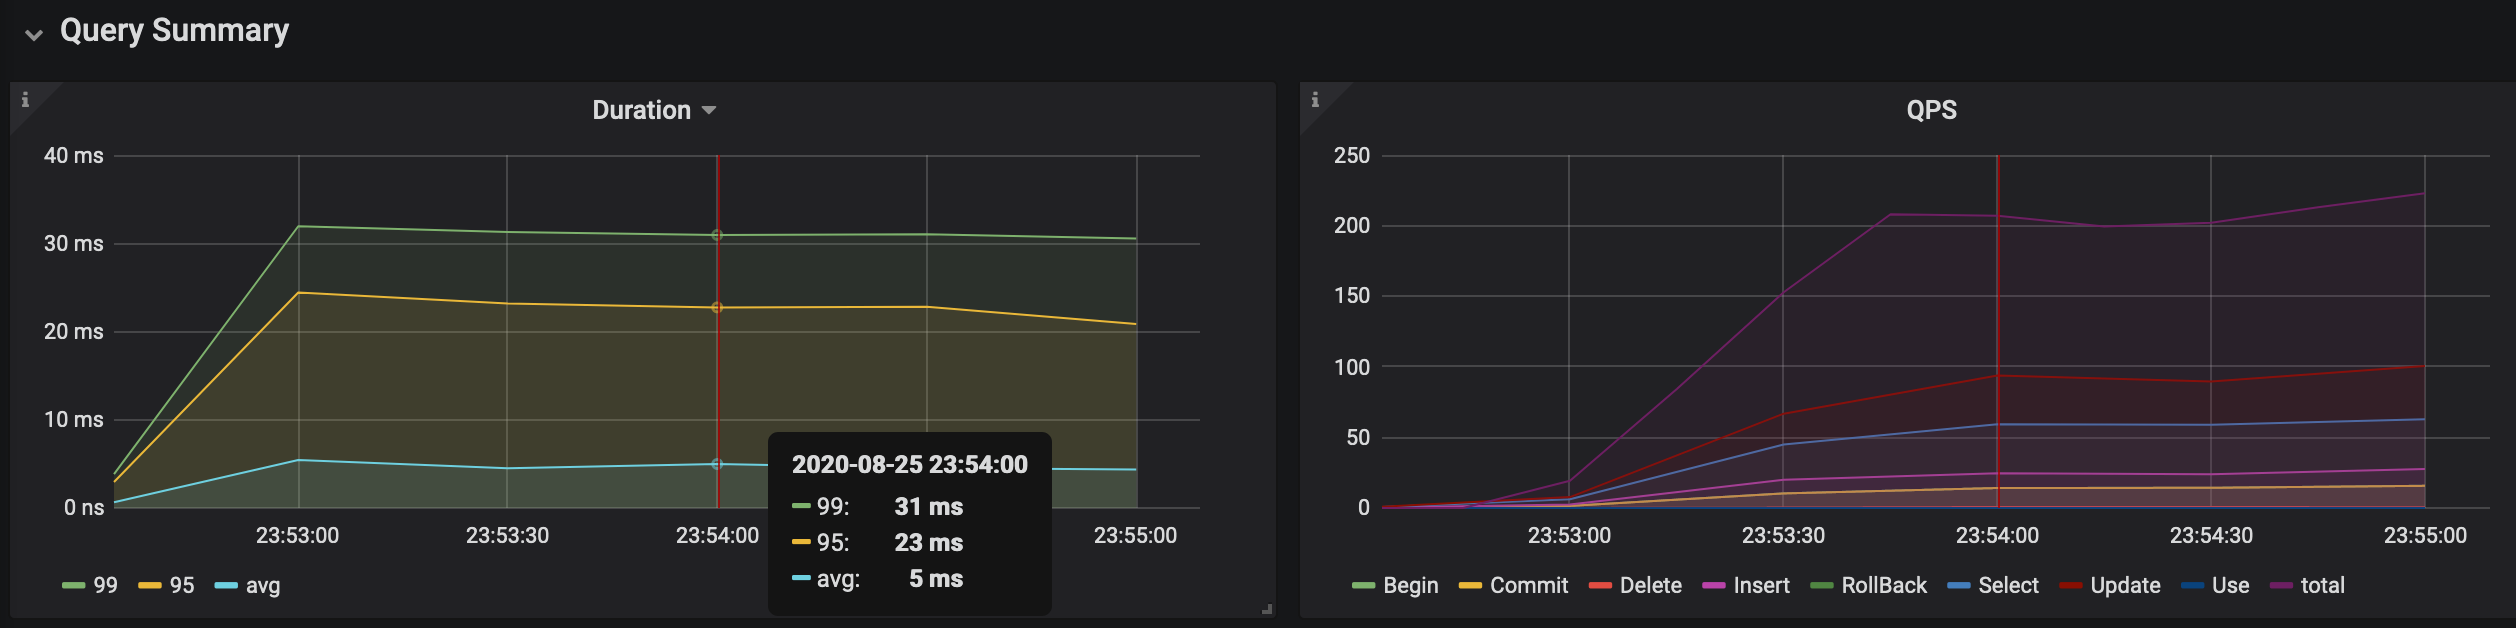 Query Summary
Duration
40 ms
30 ms
20 ms
10 ms
0 ns
23:53:00 23:53:30 23:54:00 23:55:00
2020-08-25 23:54:00
99: 31 ms
95: 23 ms
avg: 5 ms
99 95 avg
QPS
250
200
150
100
50
0
23:53:00 23:53:30 23:54:00 23:54:30 23:55:00
Begin Commit Delete Insert RollBack Select Update Use total